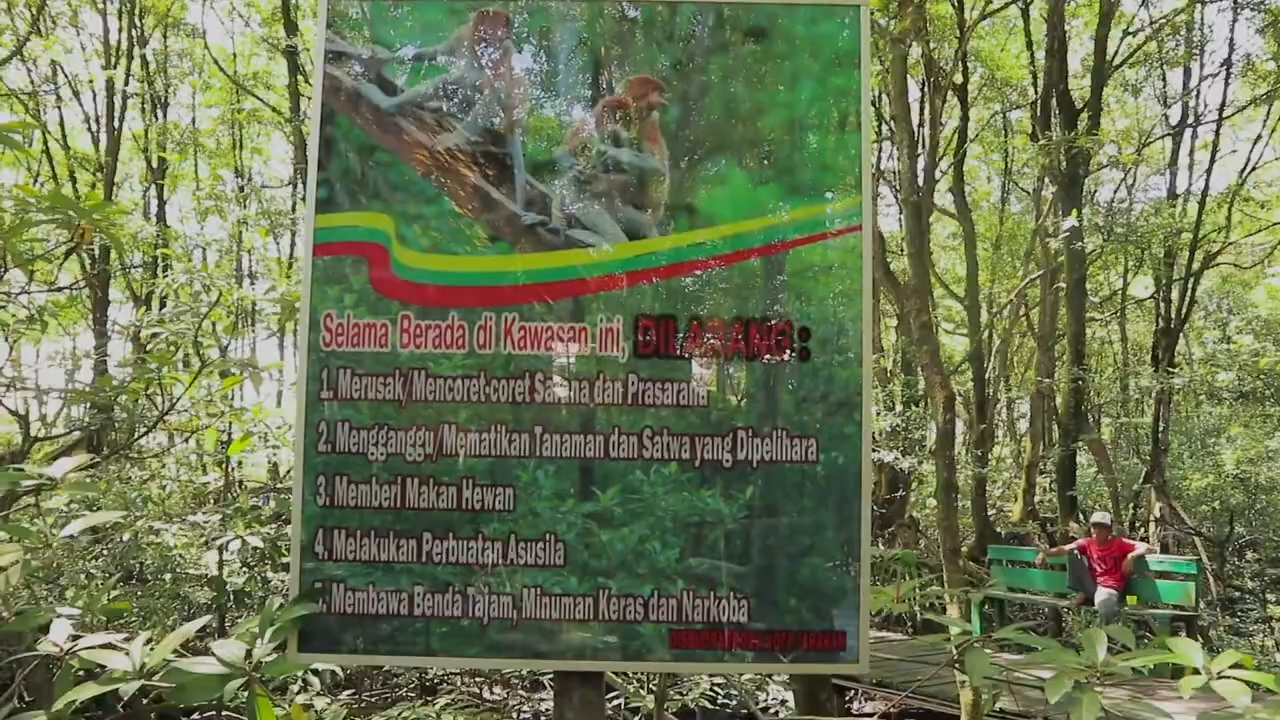 Selama Berada di Kawasan ini, DILARANG :
1. Merusak/Mencoret-coret Sarana dan Prasarana
2. Mengganggu/Mematikan Tanaman dan Satwa yang Dipelihara
3. Memberi Makan Hewan
4. Melakukan Perbuatan Asusila
5. Membawa Benda Tajam, Minuman Keras dan Narkoba